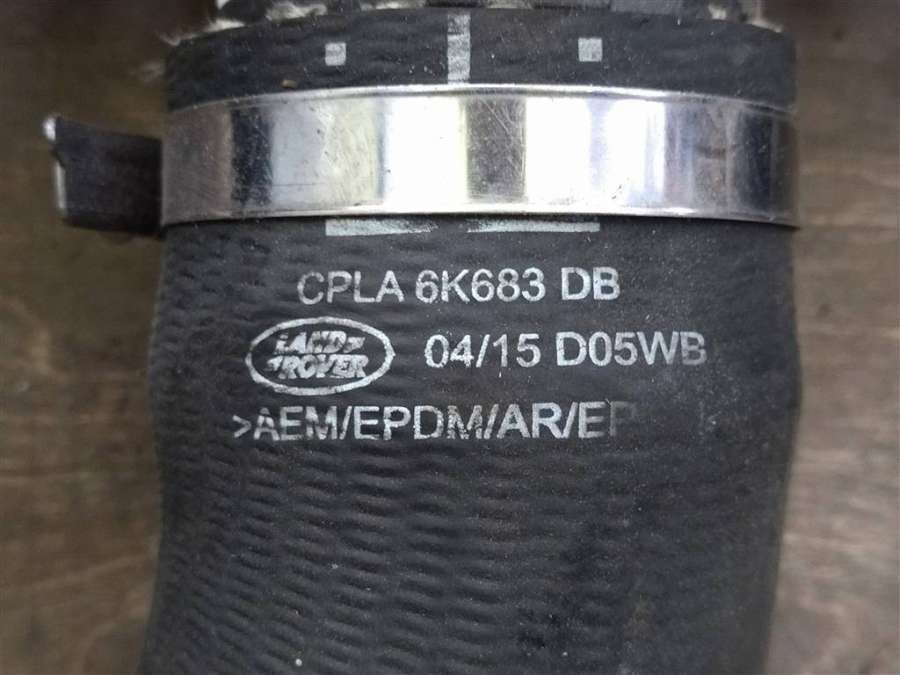 CPLA 6K683 DB
LAND ROVER
04/15 D05WB
>AEM/EPDM/AR/EP